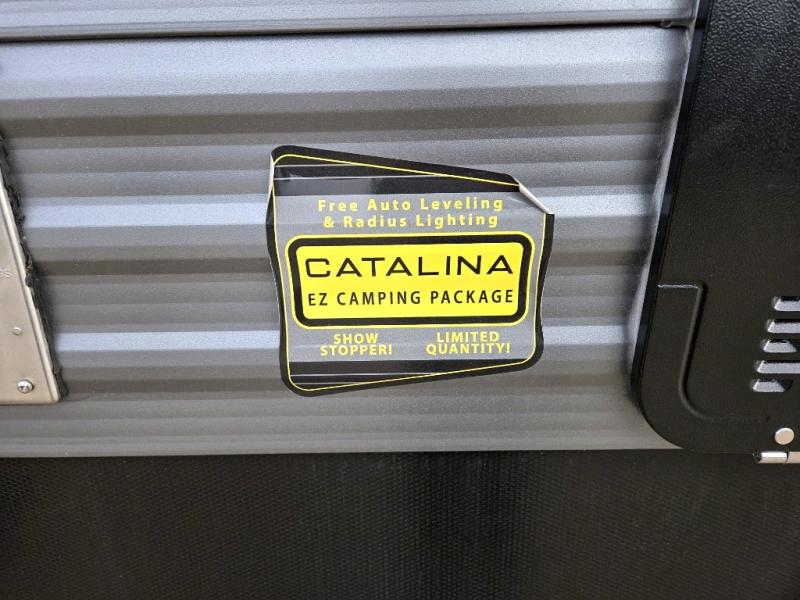 Free Auto Leveling
& Radius Lighting
CATALINA
EZ CAMPING PACKAGE
SHOW
STOPPER!
LIMITED
QUANTITY!